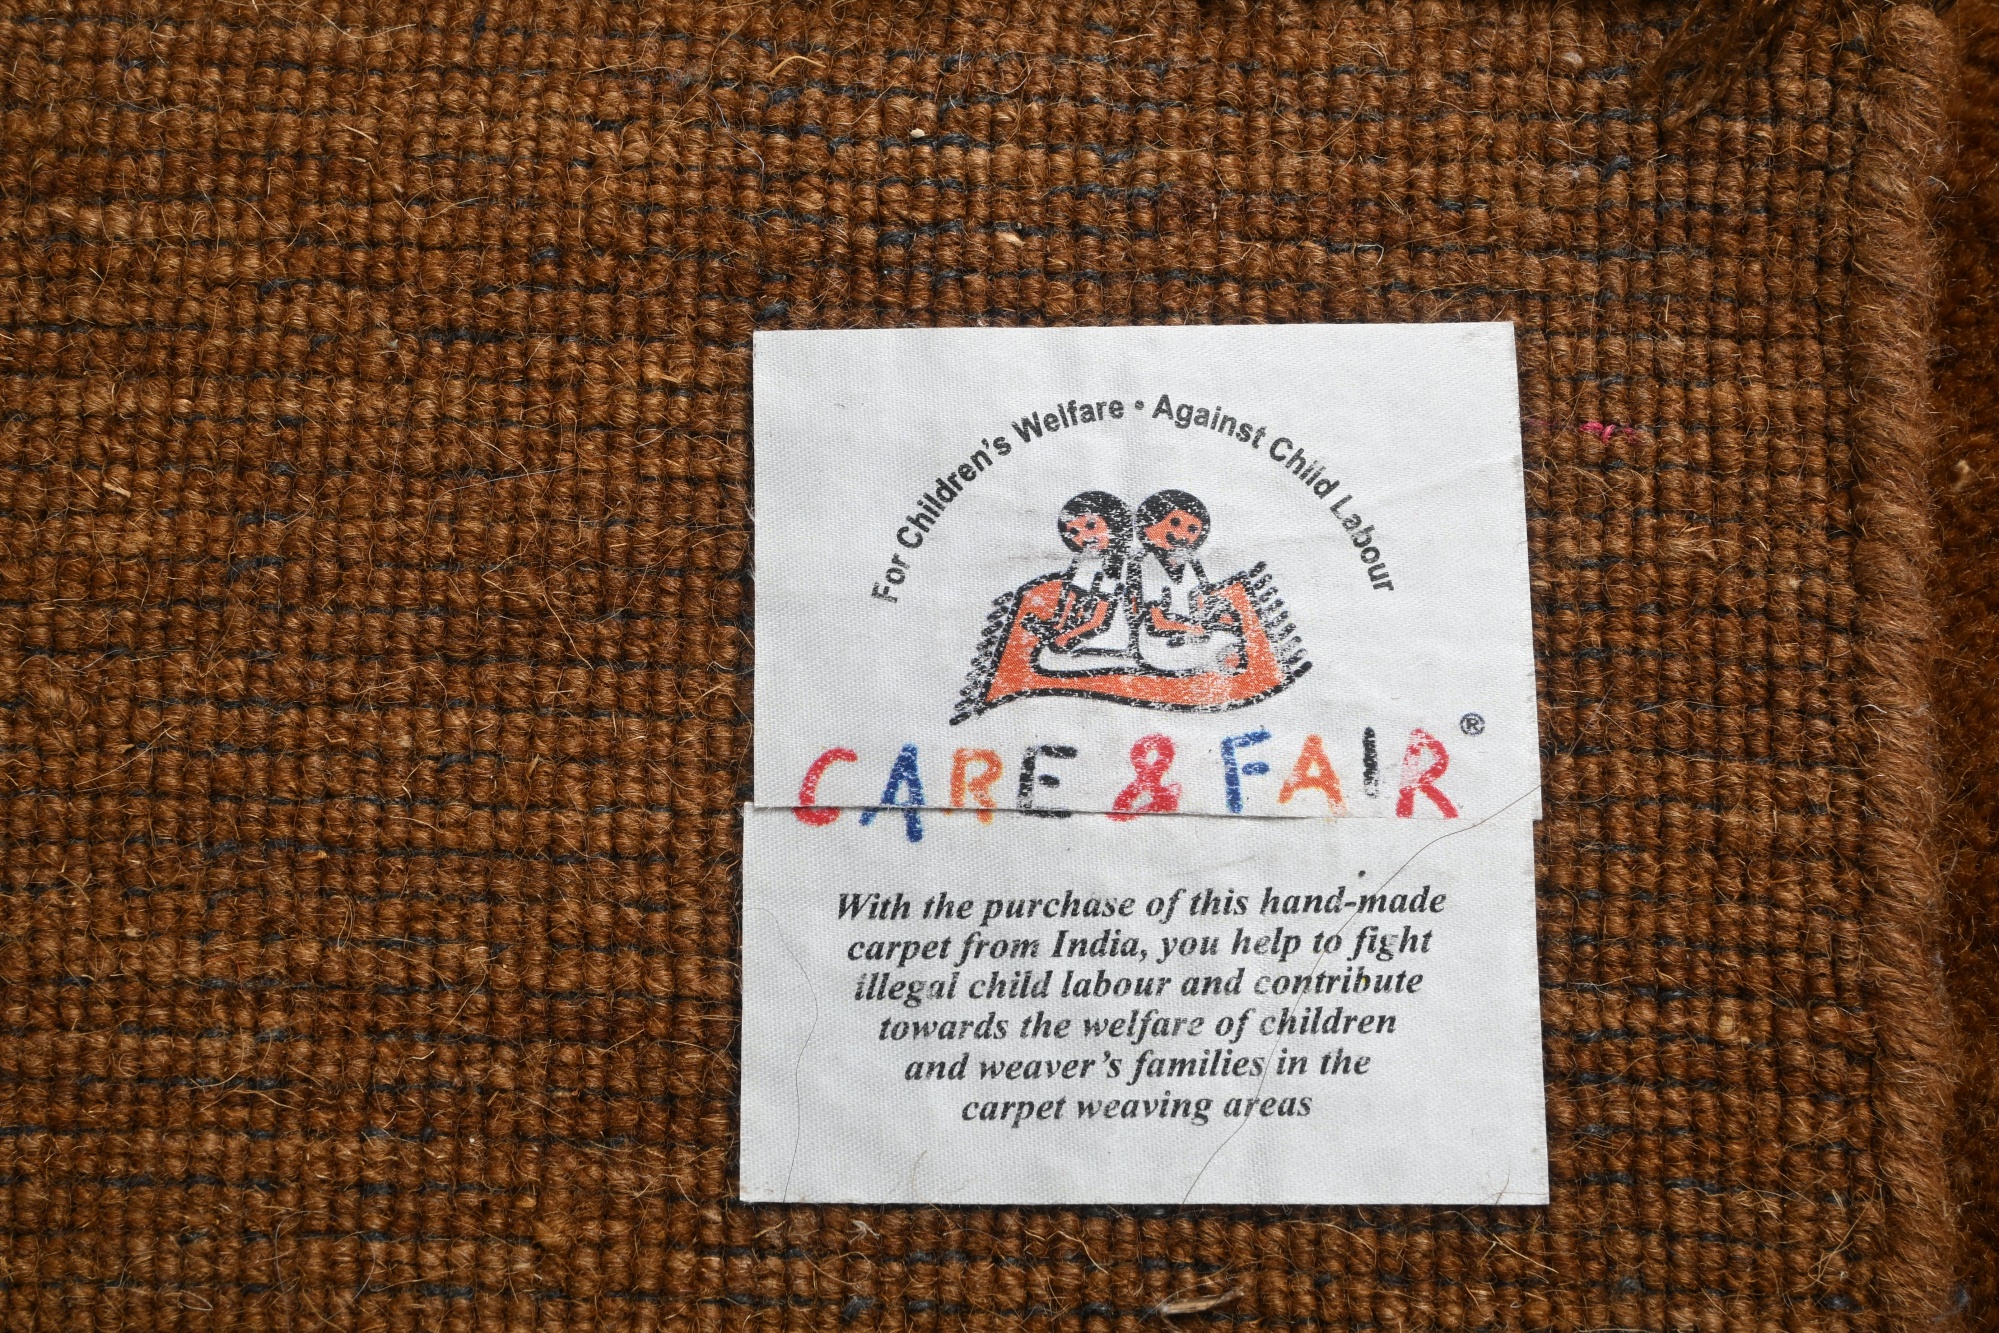 For Children's Welfare • Against Child Labour
CARE & FAIR®
With the purchase of this hand-made
carpet from India, you help to fight
illegal child labour and contribute
towards the welfare of children
and weaver's families in the
carpet weaving areas